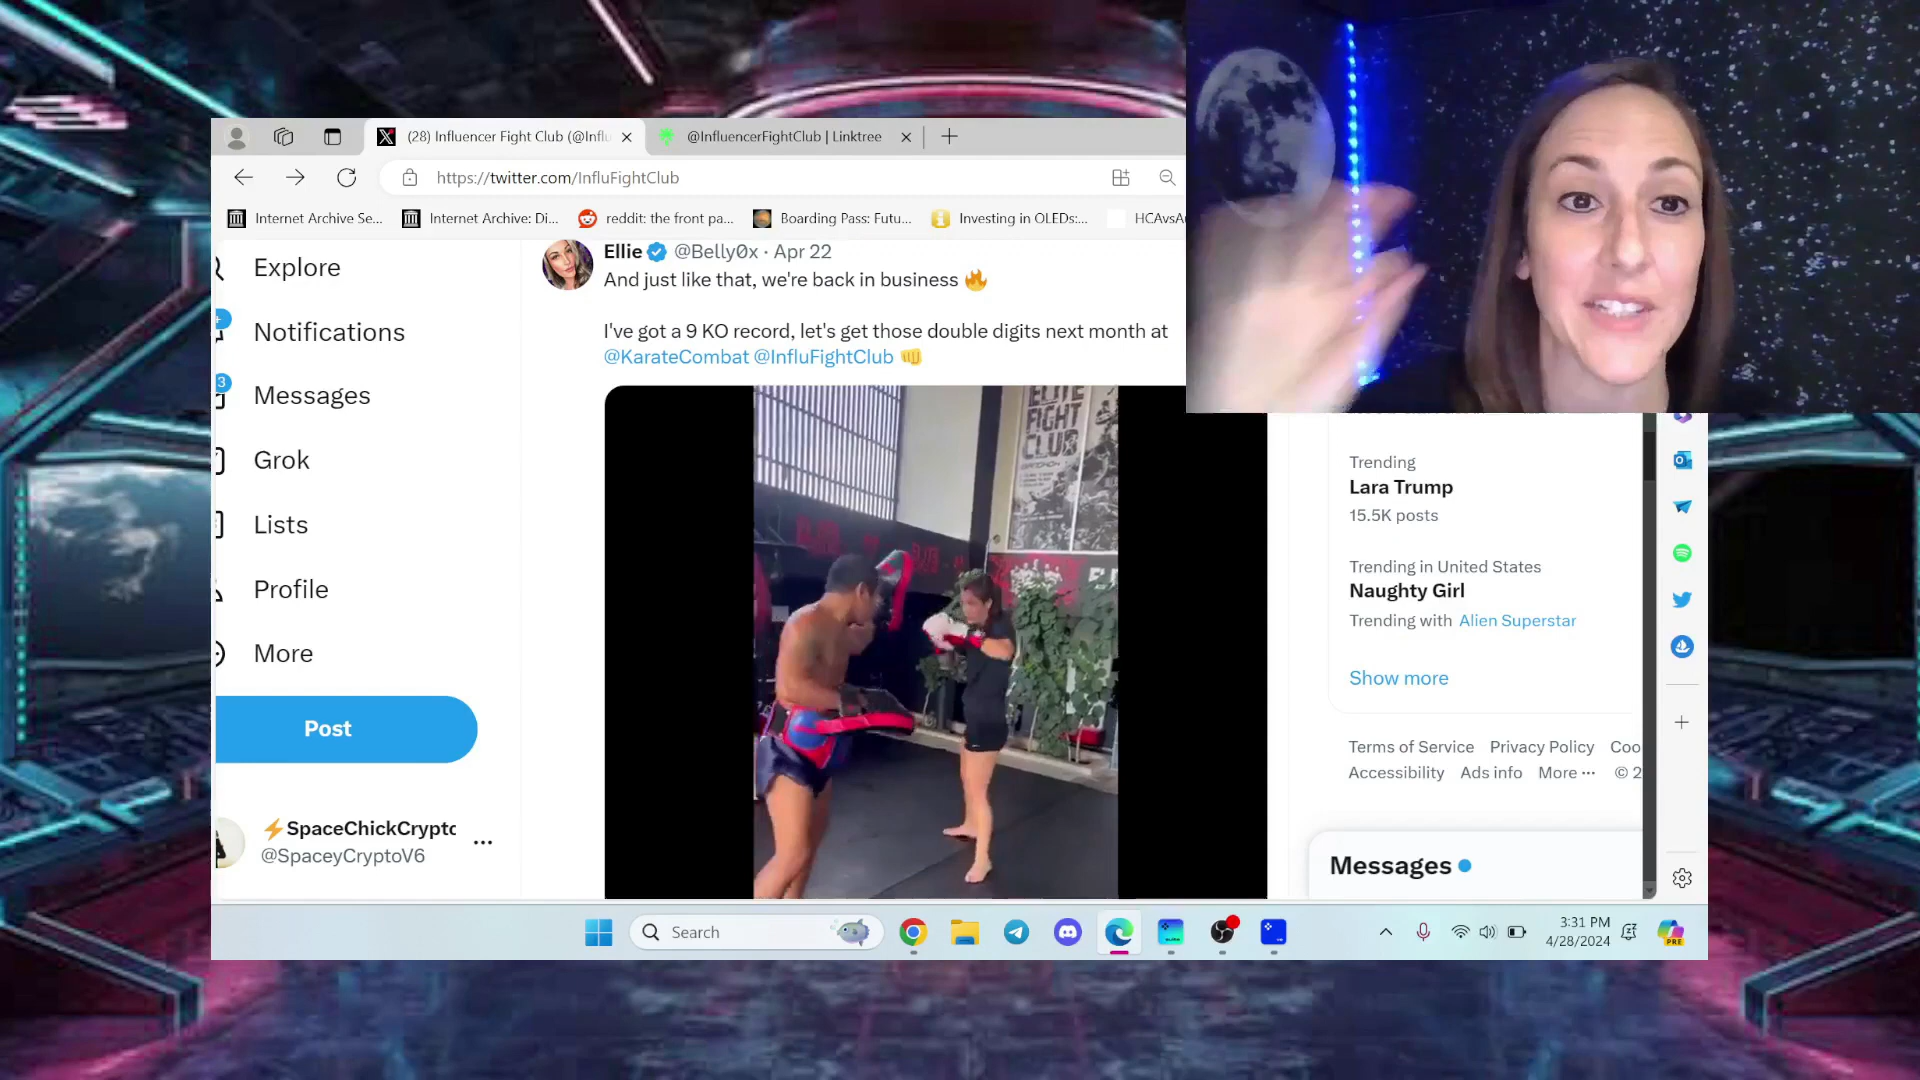 (28) Influencer Fight Club (@Influ
@InfluencerFightClub | Linktree
https://twitter.com/InfluFightClub
Internet Archive Se...
Internet Archive: Di...
reddit: the front pa...
Boarding Pass: Futu...
Investing in OLEDs:...
HCAvsA
Explore
Notifications
3
Messages
Grok
Lists
Profile
More
Post
⚡SpaceChickCrypto
@SpaceyCryptoV6
Ellie @Belly0x · Apr 22
And just like that, we're back in business 🔥
I've got a 9 KO record, let's get those double digits next month at
@KarateCombat @InfluFightClub 👊
ELITE
FIGHT
CLUB
Trending
Lara Trump
15.5K posts
Trending in United States
Naughty Girl
Trending with Alien Superstar
Show more
Terms of Service Privacy Policy Coo
Accessibility Ads info More ··· © 2
Messages
Search
3:31 PM
4/28/2024
PRE